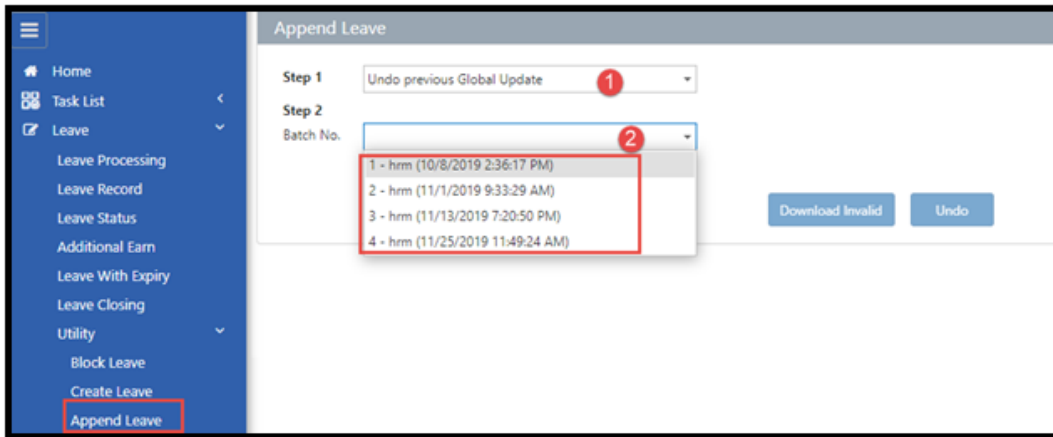 Append Leave
Home
Task List
Leave
Leave Processing
Leave Record
Leave Status
Additional Earn
Leave With Expiry
Leave Closing
Utility
Block Leave
Create Leave
Append Leave
Step 1
Undo previous Global Update
1
Step 2
Batch No.
2
1 - hrm (10/8/2019 2:36:17 PM)
2 - hrm (11/1/2019 9:33:29 AM)
3 - hrm (11/13/2019 7:20:50 PM)
4 - hrm (11/25/2019 11:49:24 AM)
Download Invalid
Undo